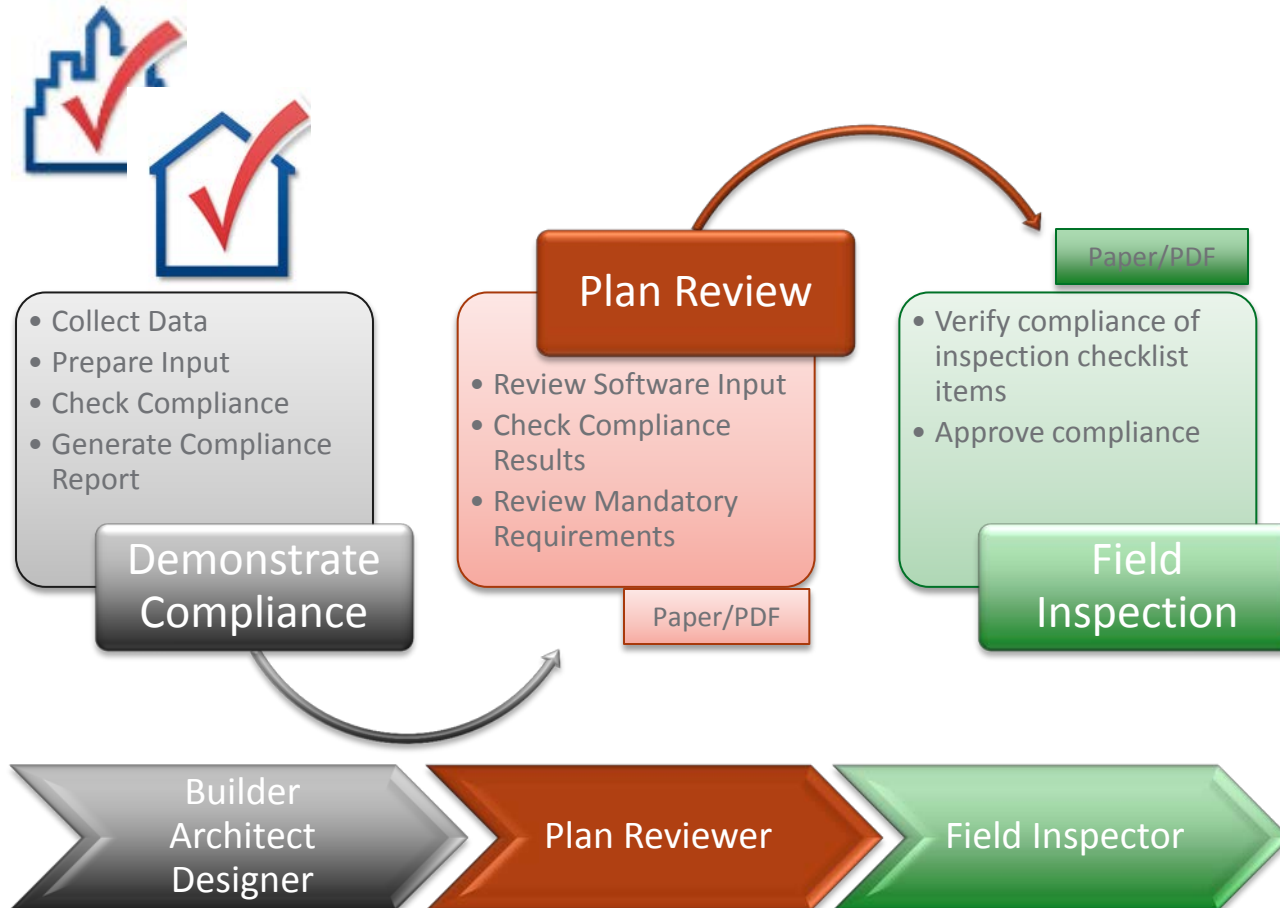 • Collect Data
• Prepare Input
• Check Compliance
• Generate Compliance
Report
Demonstrate
Compliance
Plan Review
• Review Software Input
• Check Compliance
Results
• Review Mandatory
Requirements
Paper/PDF
Paper/PDF
• Verify compliance of
inspection checklist
items
• Approve compliance
Field
Inspection
Builder
Architect
Designer
Plan Reviewer
Field Inspector